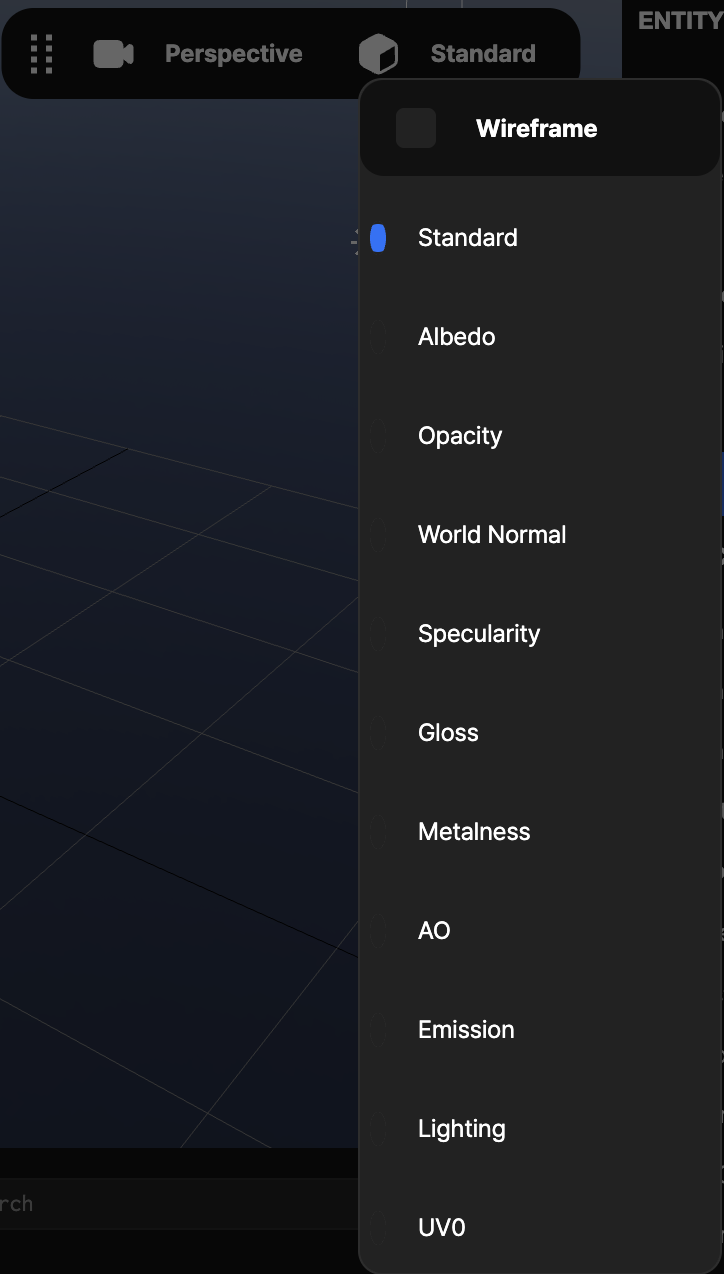 ENTITY
Perspective
Standard
Wireframe
Standard
Albedo
Opacity
World Normal
Specularity
Gloss
Metalness
AO
Emission
Lighting
UV0
rch